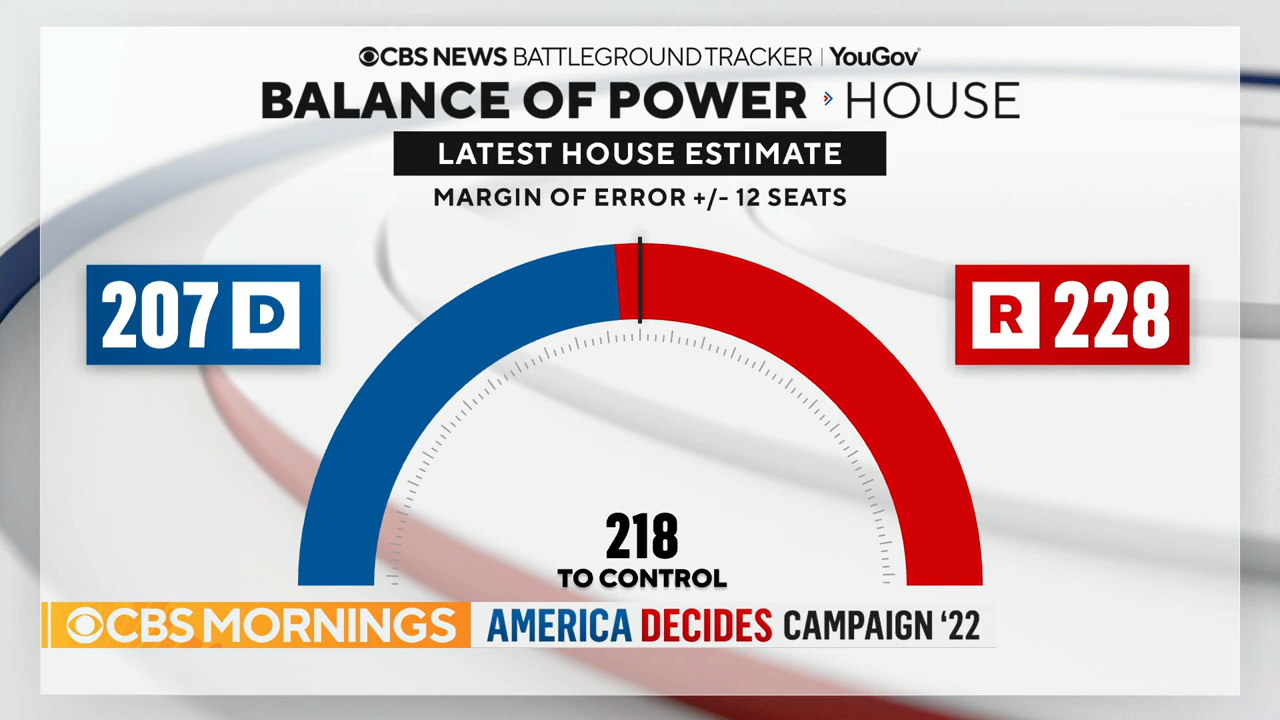 CBS NEWS BATTLEGROUND TRACKER | YouGov®
BALANCE OF POWER HOUSE
LATEST HOUSE ESTIMATE
MARGIN OF ERROR +/- 12 SEATS
207 D
R 228
218
TO CONTROL
CBS MORNINGS AMERICA DECIDES CAMPAIGN ‘22